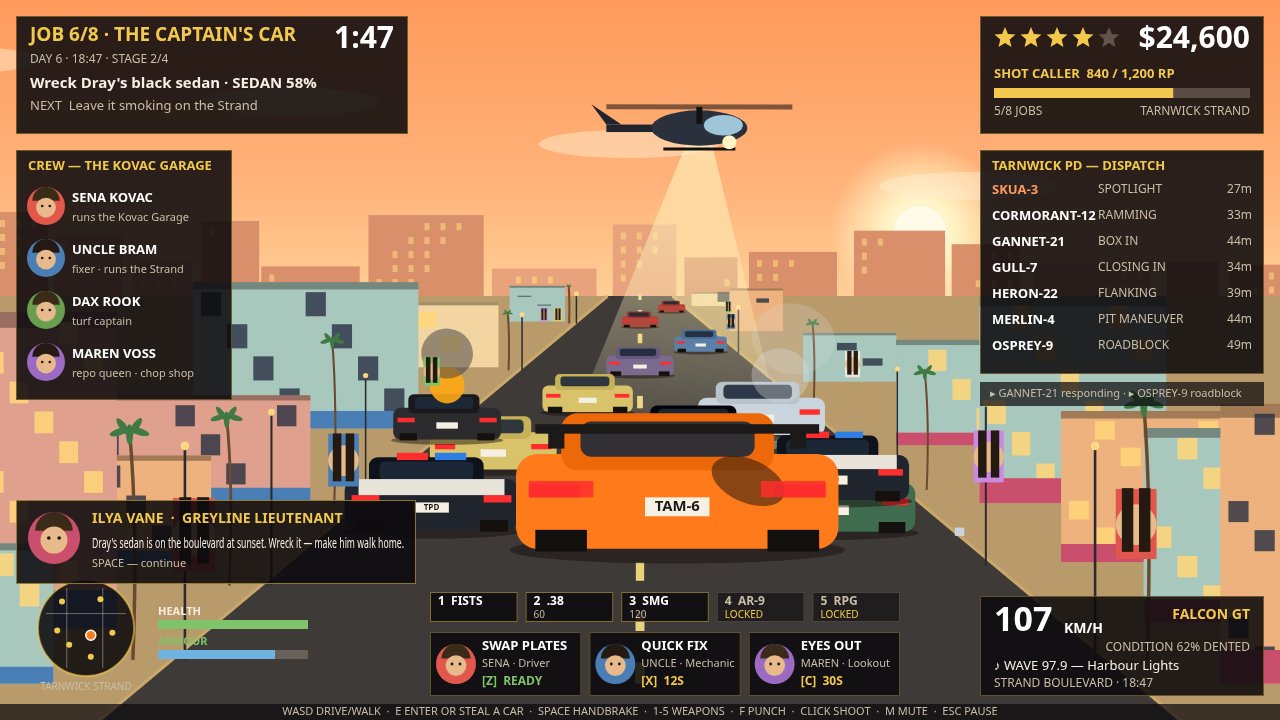 JOB 6/8 · THE CAPTAIN'S CAR 1:47
DAY 6 · 18:47 · STAGE 2/4
Wreck Dray's black sedan · SEDAN 58%
NEXT Leave it smoking on the Strand
$24,600
SHOT CALLER 840 / 1,200 RP
5/8 JOBS TARNWICK STRAND
CREW — THE KOVAC GARAGE
SENA KOVAC
runs the Kovac Garage
UNCLE BRAM
fixer · runs the Strand
DAX ROOK
turf captain
MAREN VOSS
repo queen · chop shop
TARNWICK PD — DISPATCH
SKUA-3 SPOTLIGHT 27m
CORMORANT-12 RAMMING 33m
GANNET-21 BOX IN 44m
GULL-7 CLOSING IN 34m
HERON-22 FLANKING 39m
MERLIN-4 PIT MANEUVER 44m
OSPREY-9 ROADBLOCK 49m
▸ GANNET-21 responding · ▸ OSPREY-9 roadblock
TPD
TAM-6
ILYA VANE · GREYLINE LIEUTENANT
Dray's sedan is on the boulevard at sunset. Wreck it — make him walk home.
SPACE — continue
TARNWICK STRAND
HEALTH
ARMOUR
1 FISTS
2 .38
60
3 SMG
120
4 AR-9
LOCKED
5 RPG
LOCKED
SWAP PLATES
SENA · Driver
[Z] READY
QUICK FIX
UNCLE · Mechanic
[X] 12S
EYES OUT
MAREN · Lookout
[C] 30S
107 KM/H FALCON GT
CONDITION 62% DENTED
♪ WAVE 97.9 — Harbour Lights
STRAND BOULEVARD · 18:47
WASD DRIVE/WALK · E ENTER OR STEAL A CAR · SPACE HANDBRAKE · 1-5 WEAPONS · F PUNCH · CLICK SHOOT · M MUTE · ESC PAUSE